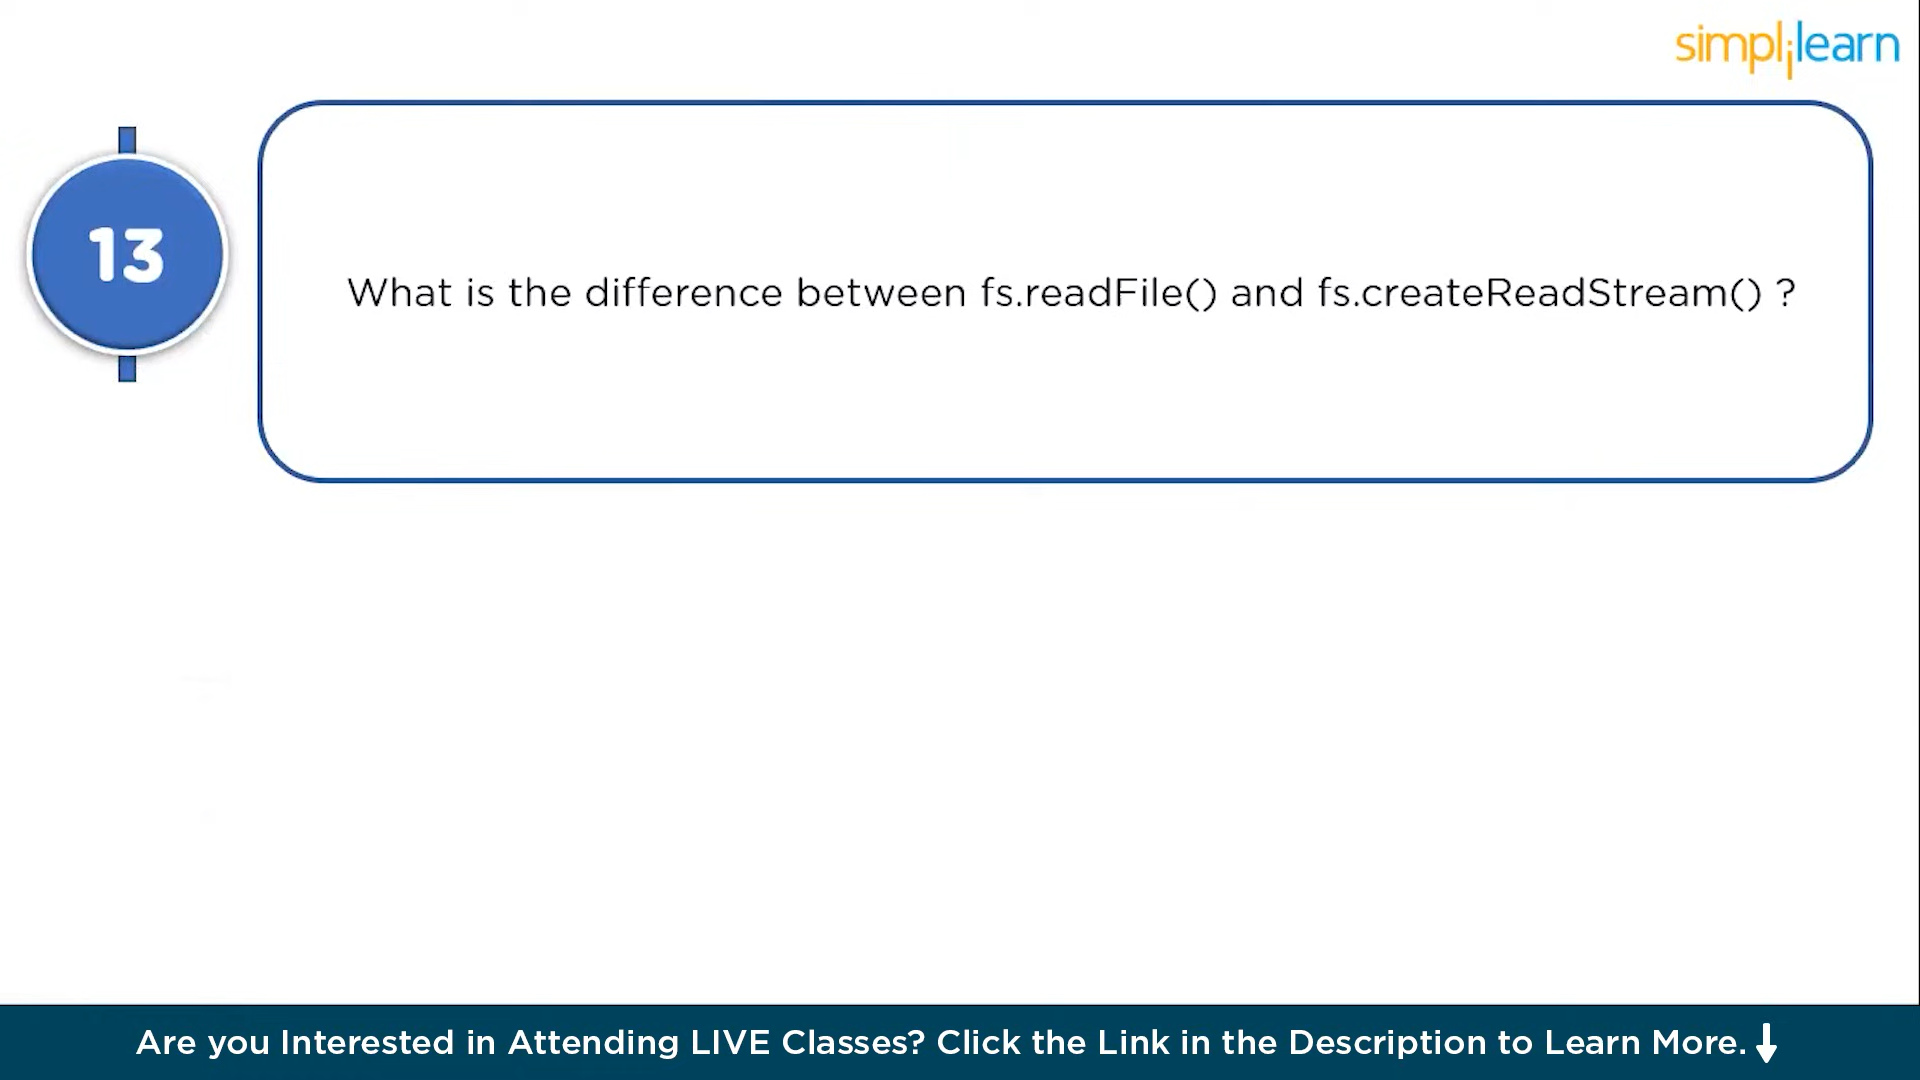 simplilearn
13
What is the difference between fs.readFile() and fs.createReadStream() ?
Are you Interested in Attending LIVE Classes? Click the Link in the Description to Learn More.